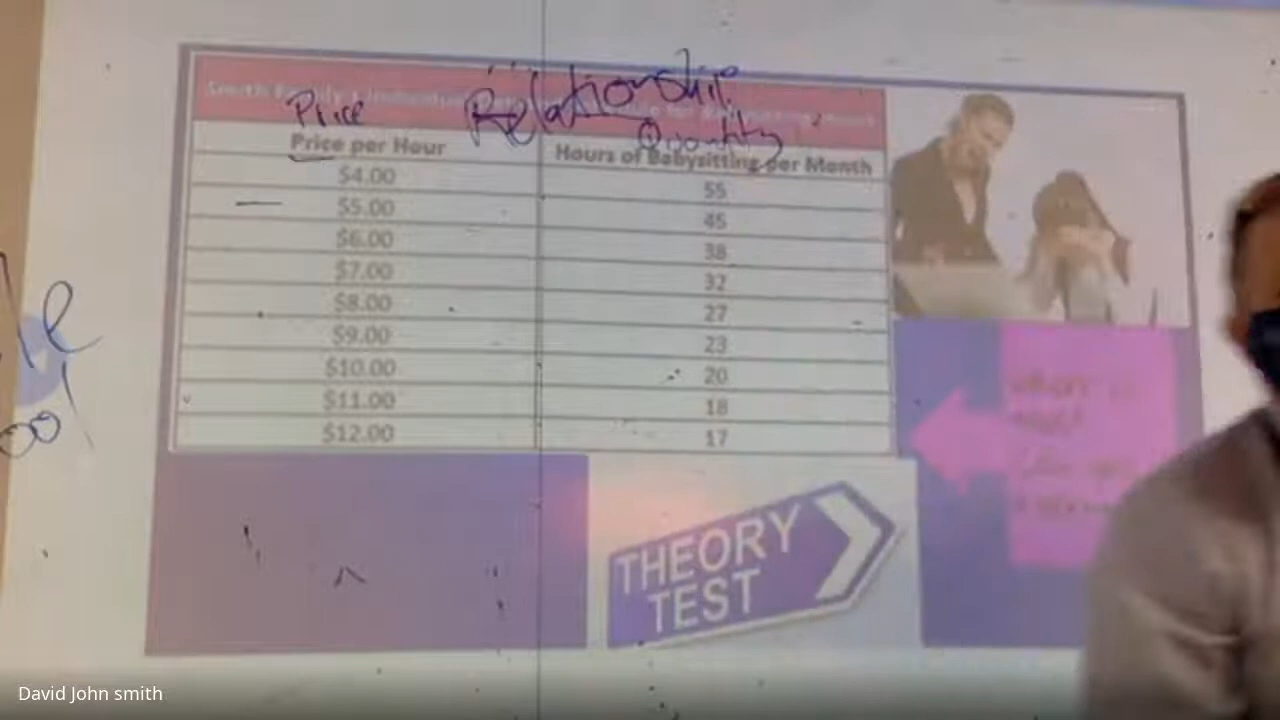 Relationship
Price
Quantity
Smith Family
Price per Hour
Hours of Babysitting per Month
$4.00
55
$5.00
45
$6.00
38
$7.00
32
$8.00
27
$9.00
23
$10.00
20
$11.00
18
$12.00
17
THEORY
TEST
David John smith